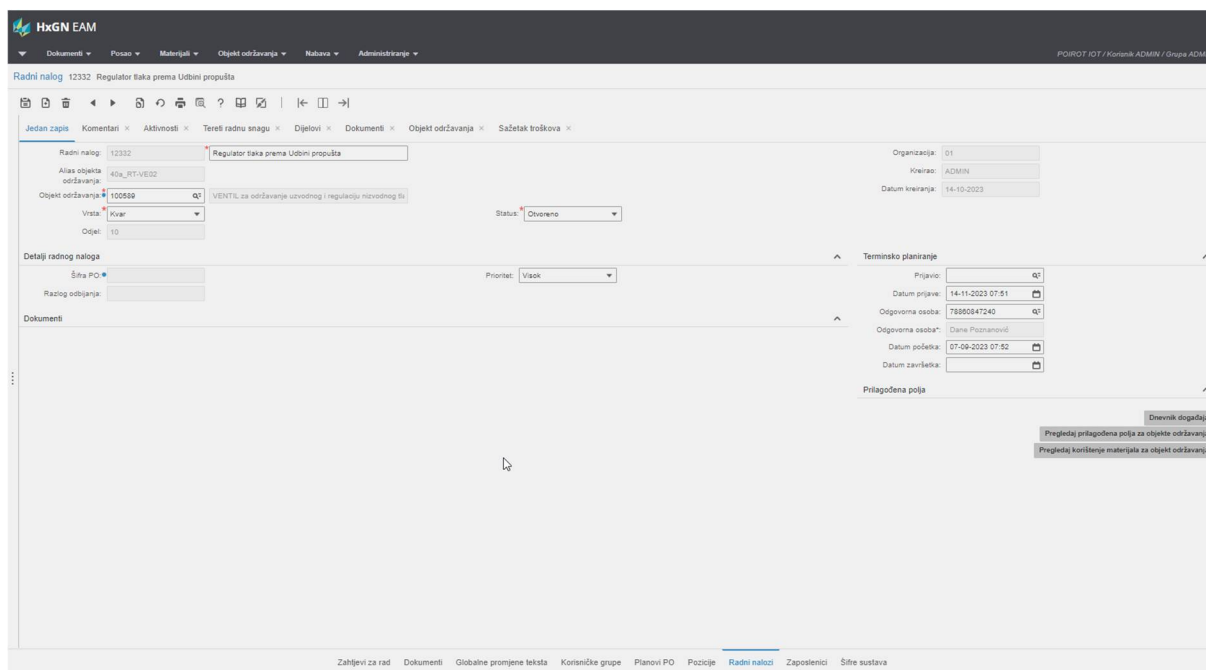 HxGN EAM
Dokumenti Posao Materijali Objekt održavanja Nabava Administriranje POIROT IOT / Korisnik ADMIN / Grupa ADM
Radni nalog 12332 Regulator tlaka prema Udbini propušta
Jedan zapis Komentari × Aktivnosti × Tereti radnu snagu × Dijelovi × Dokumenti × Objekt održavanja × Sažetak troškova ×
Radni nalog: 12332 * Regulator tlaka prema Udbini propušta Organizacija: 01
Alias objekta održavanja: 40a_RT-VE02 Kreirao: ADMIN
Objekt održavanja: * 100589 VENTIL za održavanje uzvodnog i regulaciju nizvodnog tl Datum kreiranja: 14-10-2023
Vrsta: * Kvar Status: * Otvoreno
Odjel: 10
Detalji radnog naloga Terminsko planiranje
Šifra PO: Prioritet: Visok Prijavio:
Razlog odbijanja: Datum prijave: 14-11-2023 07:51
Odgovorna osoba: 78860847240
Dokumenti
Odgovorna osoba*: Dane Poznanović
Datum početka: 07-09-2023 07:52
Datum završetka:
Prilagođena polja
Dnevnik događaja
Pregledaj prilagođena polja za objekte održavanja
Pregledaj korištenje materijala za objekt održavanja
Zahtjevi za rad Dokumenti Globalne promjene teksta Korisničke grupe Planovi PO Pozicije Radni nalozi Zaposlenici Šifre sustava